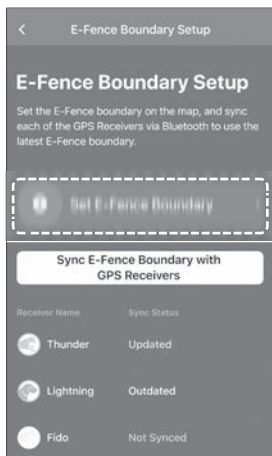 E-Fence Boundary Setup
E-Fence Boundary Setup
Set the E-Fence boundary on the map, and sync
each of the GPS Receivers via Bluetooth to use the
latest E-Fence boundary.
Set E-Fence Boundary
Sync E-Fence Boundary with
GPS Receivers
Receiver Name Sync Status
Thunder Updated
Lightning Outdated
Fido Not Synced